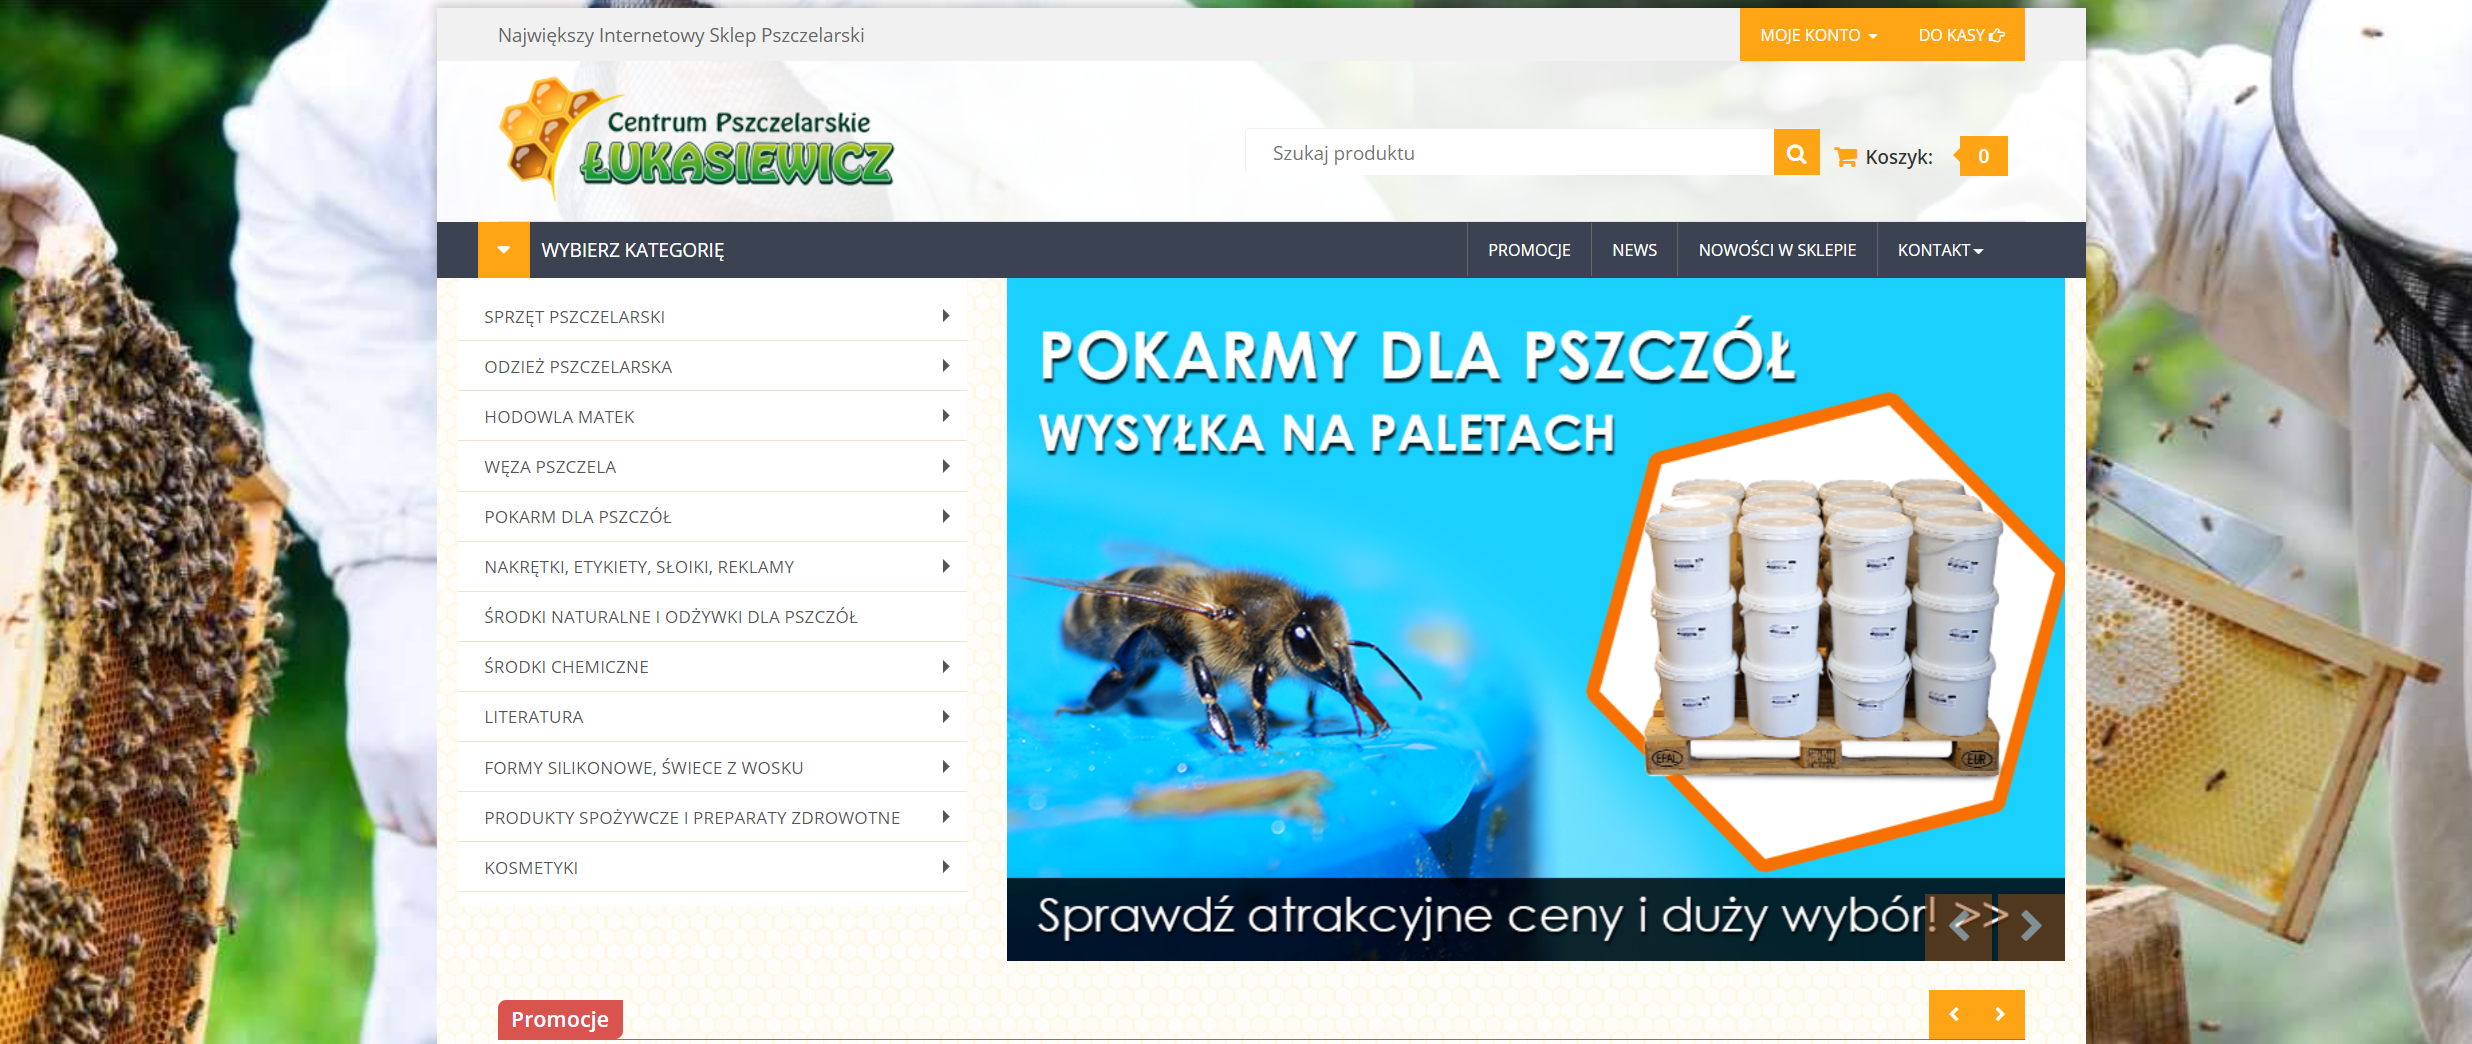 Największy Internetowy Sklep Pszczelarski
MOJE KONTO
DO KASY
Centrum Pszczelarskie
ŁUKASIEWICZ
Szukaj produktu
Koszyk:
0
WYBIERZ KATEGORIĘ
PROMOCJE
NEWS
NOWOŚCI W SKLEPIE
KONTAKT
SPRZĘT PSZCZELARSKI
ODZIEŻ PSZCZELARSKA
HODOWLA MATEK
WĘZA PSZCZELA
POKARM DLA PSZCZÓŁ
NAKRĘTKI, ETYKIETY, SŁOIKI, REKLAMY
ŚRODKI NATURALNE I ODŻYWKI DLA PSZCZÓŁ
ŚRODKI CHEMICZNE
LITERATURA
FORMY SILIKONOWE, ŚWIECE Z WOSKU
PRODUKTY SPOŻYWCZE I PREPARATY ZDROWOTNE
KOSMETYKI
POKARMY DLA PSZCZÓŁ
WYSYŁKA NA PALETACH
EPAL
EUR
Sprawdź atrakcyjne ceny i duży wybór! >>
Promocje